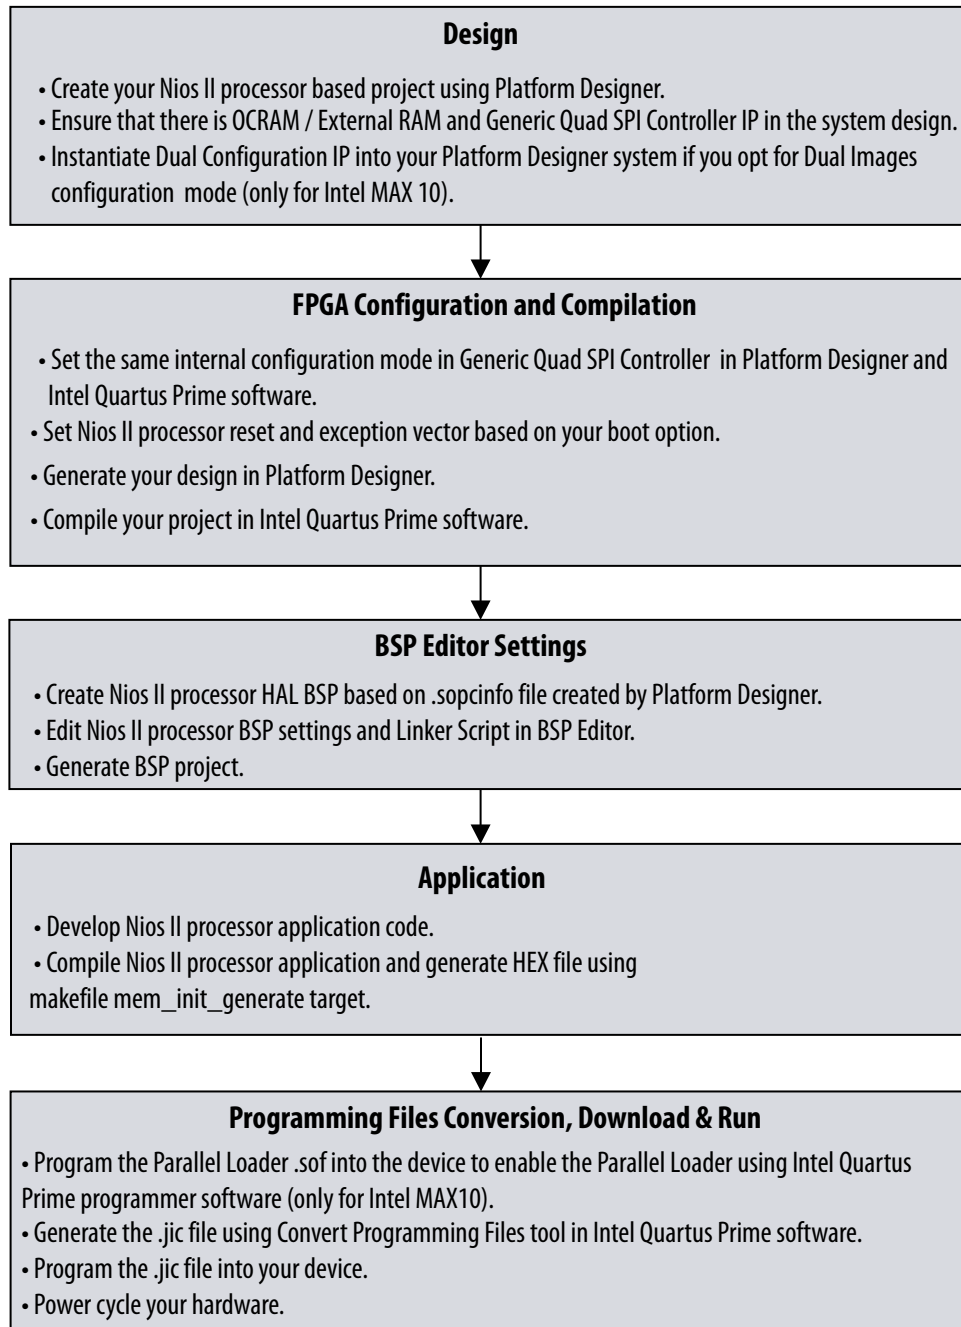 Design
• Create your Nios II processor based project using Platform Designer.
• Ensure that there is OCRAM / External RAM and Generic Quad SPI Controller IP in the system design.
• Instantiate Dual Configuration IP into your Platform Designer system if you opt for Dual Images
configuration mode (only for Intel MAX 10).
FPGA Configuration and Compilation
• Set the same internal configuration mode in Generic Quad SPI Controller in Platform Designer and
Intel Quartus Prime software.
• Set Nios II processor reset and exception vector based on your boot option.
• Generate your design in Platform Designer.
• Compile your project in Intel Quartus Prime software.
BSP Editor Settings
• Create Nios II processor HAL BSP based on .sopcinfo file created by Platform Designer.
• Edit Nios II processor BSP settings and Linker Script in BSP Editor.
• Generate BSP project.
Application
• Develop Nios II processor application code.
• Compile Nios II processor application and generate HEX file using
makefile mem_init_generate target.
Programming Files Conversion, Download & Run
• Program the Parallel Loader .sof into the device to enable the Parallel Loader using Intel Quartus
Prime programmer software (only for Intel MAX10).
• Generate the .jic file using Convert Programming Files tool in Intel Quartus Prime software.
• Program the .jic file into your device.
• Power cycle your hardware.